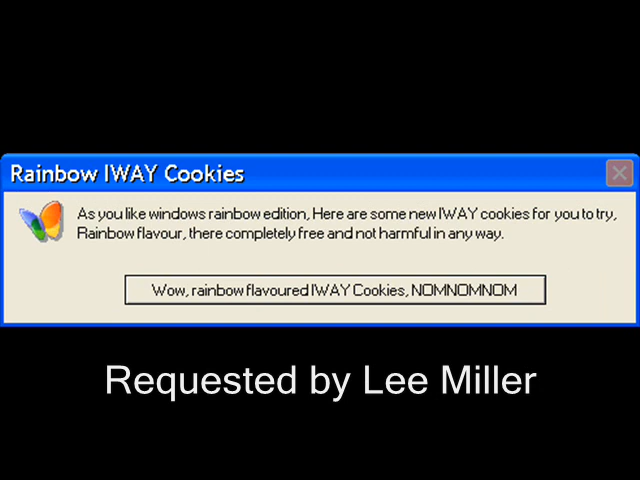 Rainbow IWAY Cookies
As you like windows rainbow edition, Here are some new IWAY cookies for you to try,
Rainbow flavour, there completely free and not harmful in any way.
Wow, rainbow flavoured IWAY Cookies, NOMNOMNOM
Requested by Lee Miller